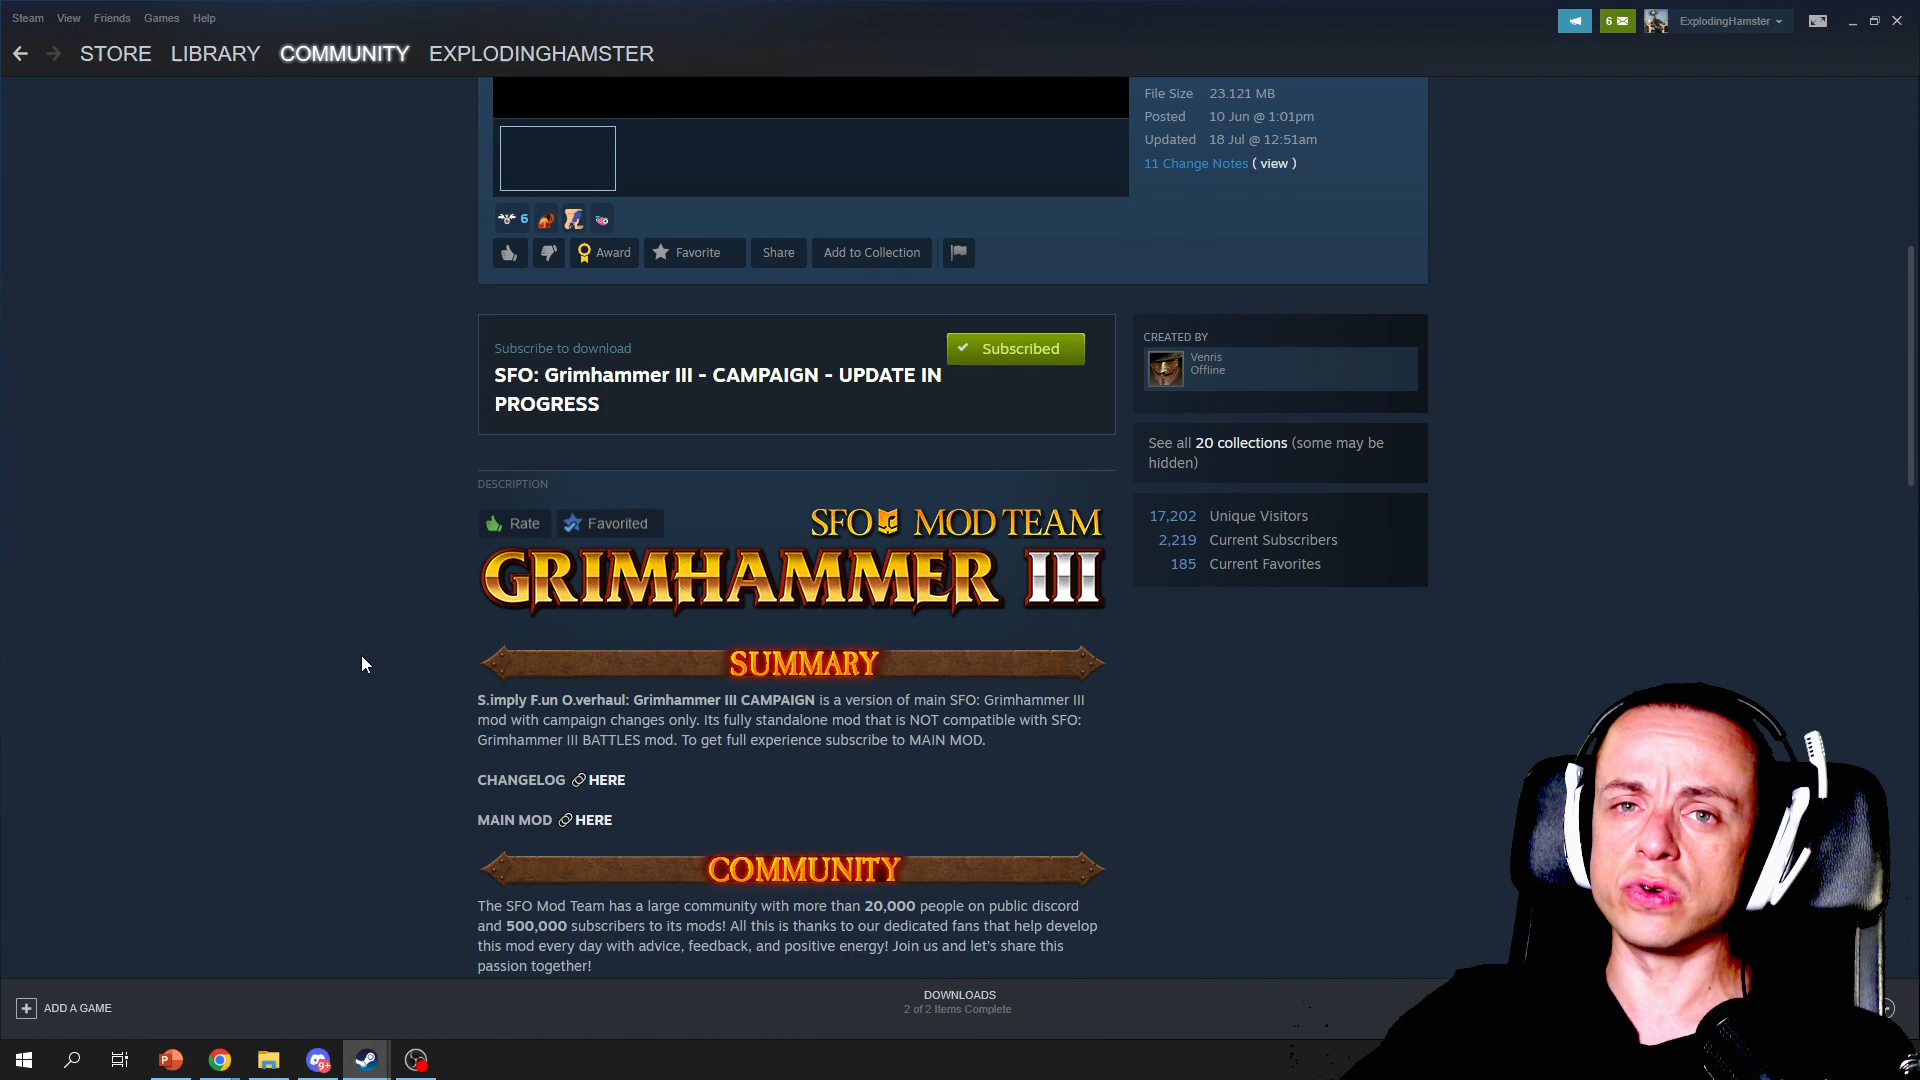 Steam View Friends Games Help
6 ExplodingHamster
STORE LIBRARY COMMUNITY EXPLODINGHAMSTER
File Size 23.121 MB
Posted 10 Jun @ 1:01pm
Updated 18 Jul @ 12:51am
11 Change Notes ( view )
6
Award Favorite Share Add to Collection
Subscribe to download
Subscribed
SFO: Grimhammer III - CAMPAIGN - UPDATE IN
PROGRESS
CREATED BY
Venris
Offline
See all 20 collections (some may be
hidden)
17,202 Unique Visitors
2,219 Current Subscribers
185 Current Favorites
DESCRIPTION
Rate Favorited
SFO MOD TEAM
GRIMHAMMER III
SUMMARY
S.imply F.un O.verhaul: Grimhammer III CAMPAIGN is a version of main SFO: Grimhammer III
mod with campaign changes only. Its fully standalone mod that is NOT compatible with SFO:
Grimhammer III BATTLES mod. To get full experience subscribe to MAIN MOD.
CHANGELOG HERE
MAIN MOD HERE
COMMUNITY
The SFO Mod Team has a large community with more than 20,000 people on public discord
and 500,000 subscribers to its mods! All this is thanks to our dedicated fans that help develop
this mod every day with advice, feedback, and positive energy! Join us and let's share this
passion together!
ADD A GAME
DOWNLOADS
2 of 2 Items Complete
P
9+